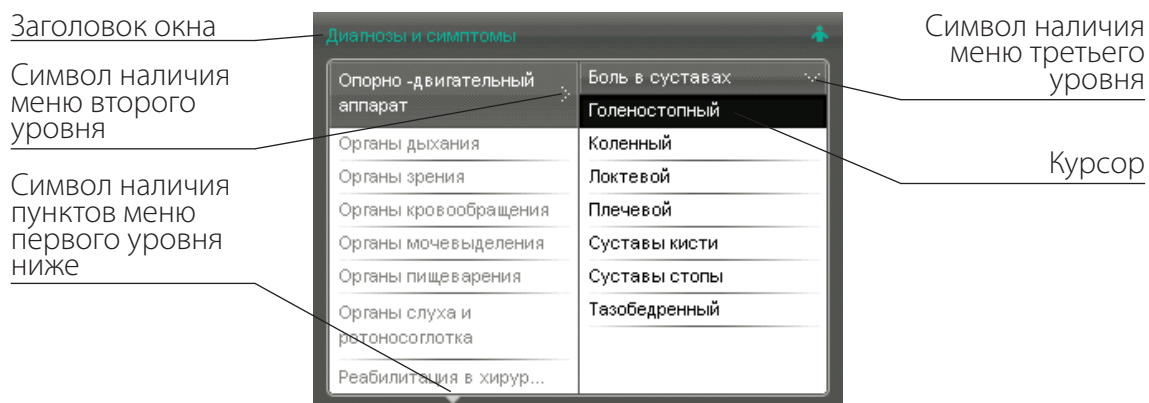 Заголовок окна
Символ наличия
меню второго
уровня
Символ наличия
пунктов меню
первого уровня
ниже
Диагнозы и симптомы
Опорно -двигательный
аппарат
Органы дыхания
Органы зрения
Органы кровообращения
Органы мочевыделения
Органы пищеварения
Органы слуха и
ротоносоглотка
Реабилитация в хирур...
Боль в суставах
Голеностопный
Коленный
Локтевой
Плечевой
Суставы кисти
Суставы стопы
Тазобедренный
Символ наличия
меню третьего
уровня
Курсор